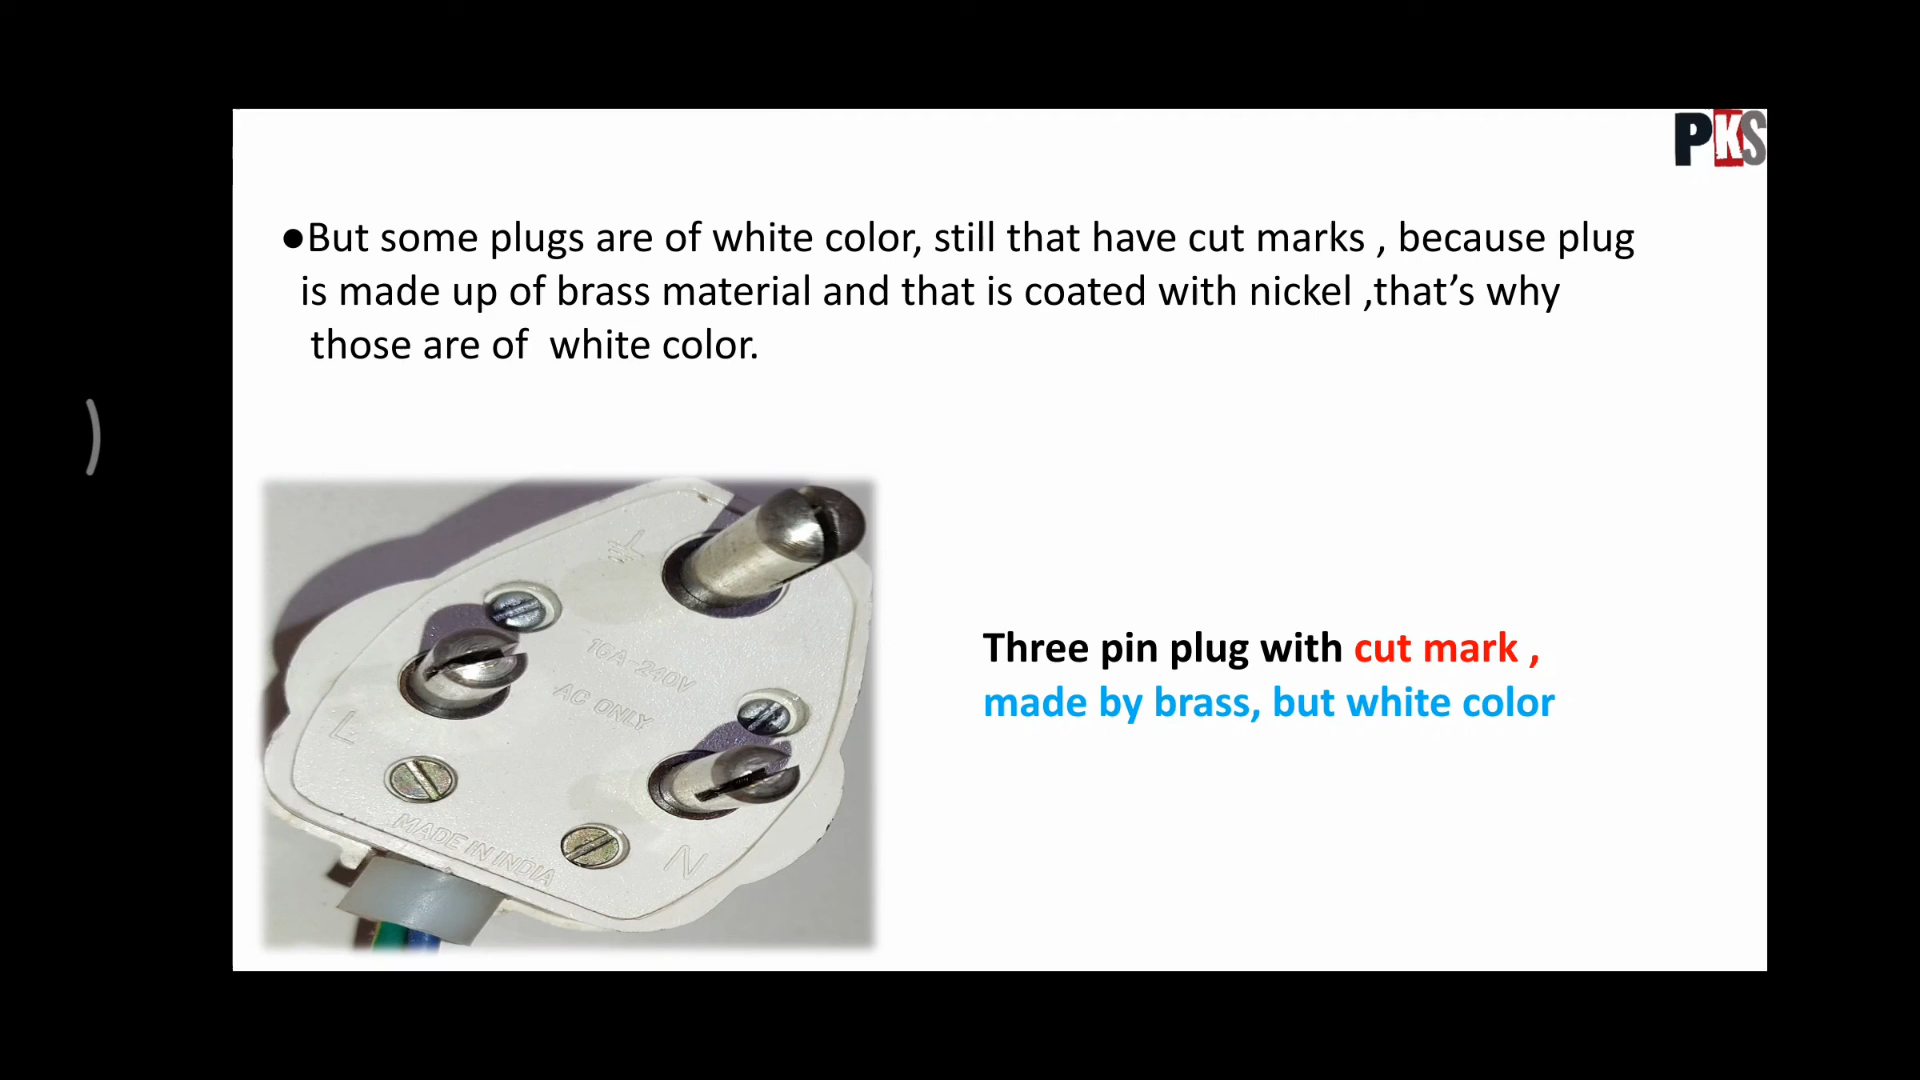 PKS
●But some plugs are of white color, still that have cut marks , because plug
is made up of brass material and that is coated with nickel ,that’s why
those are of  white color.
10A-240V
AC ONLY
L
MADE IN INDIA
N
Three pin plug with cut mark ,
made by brass, but white color